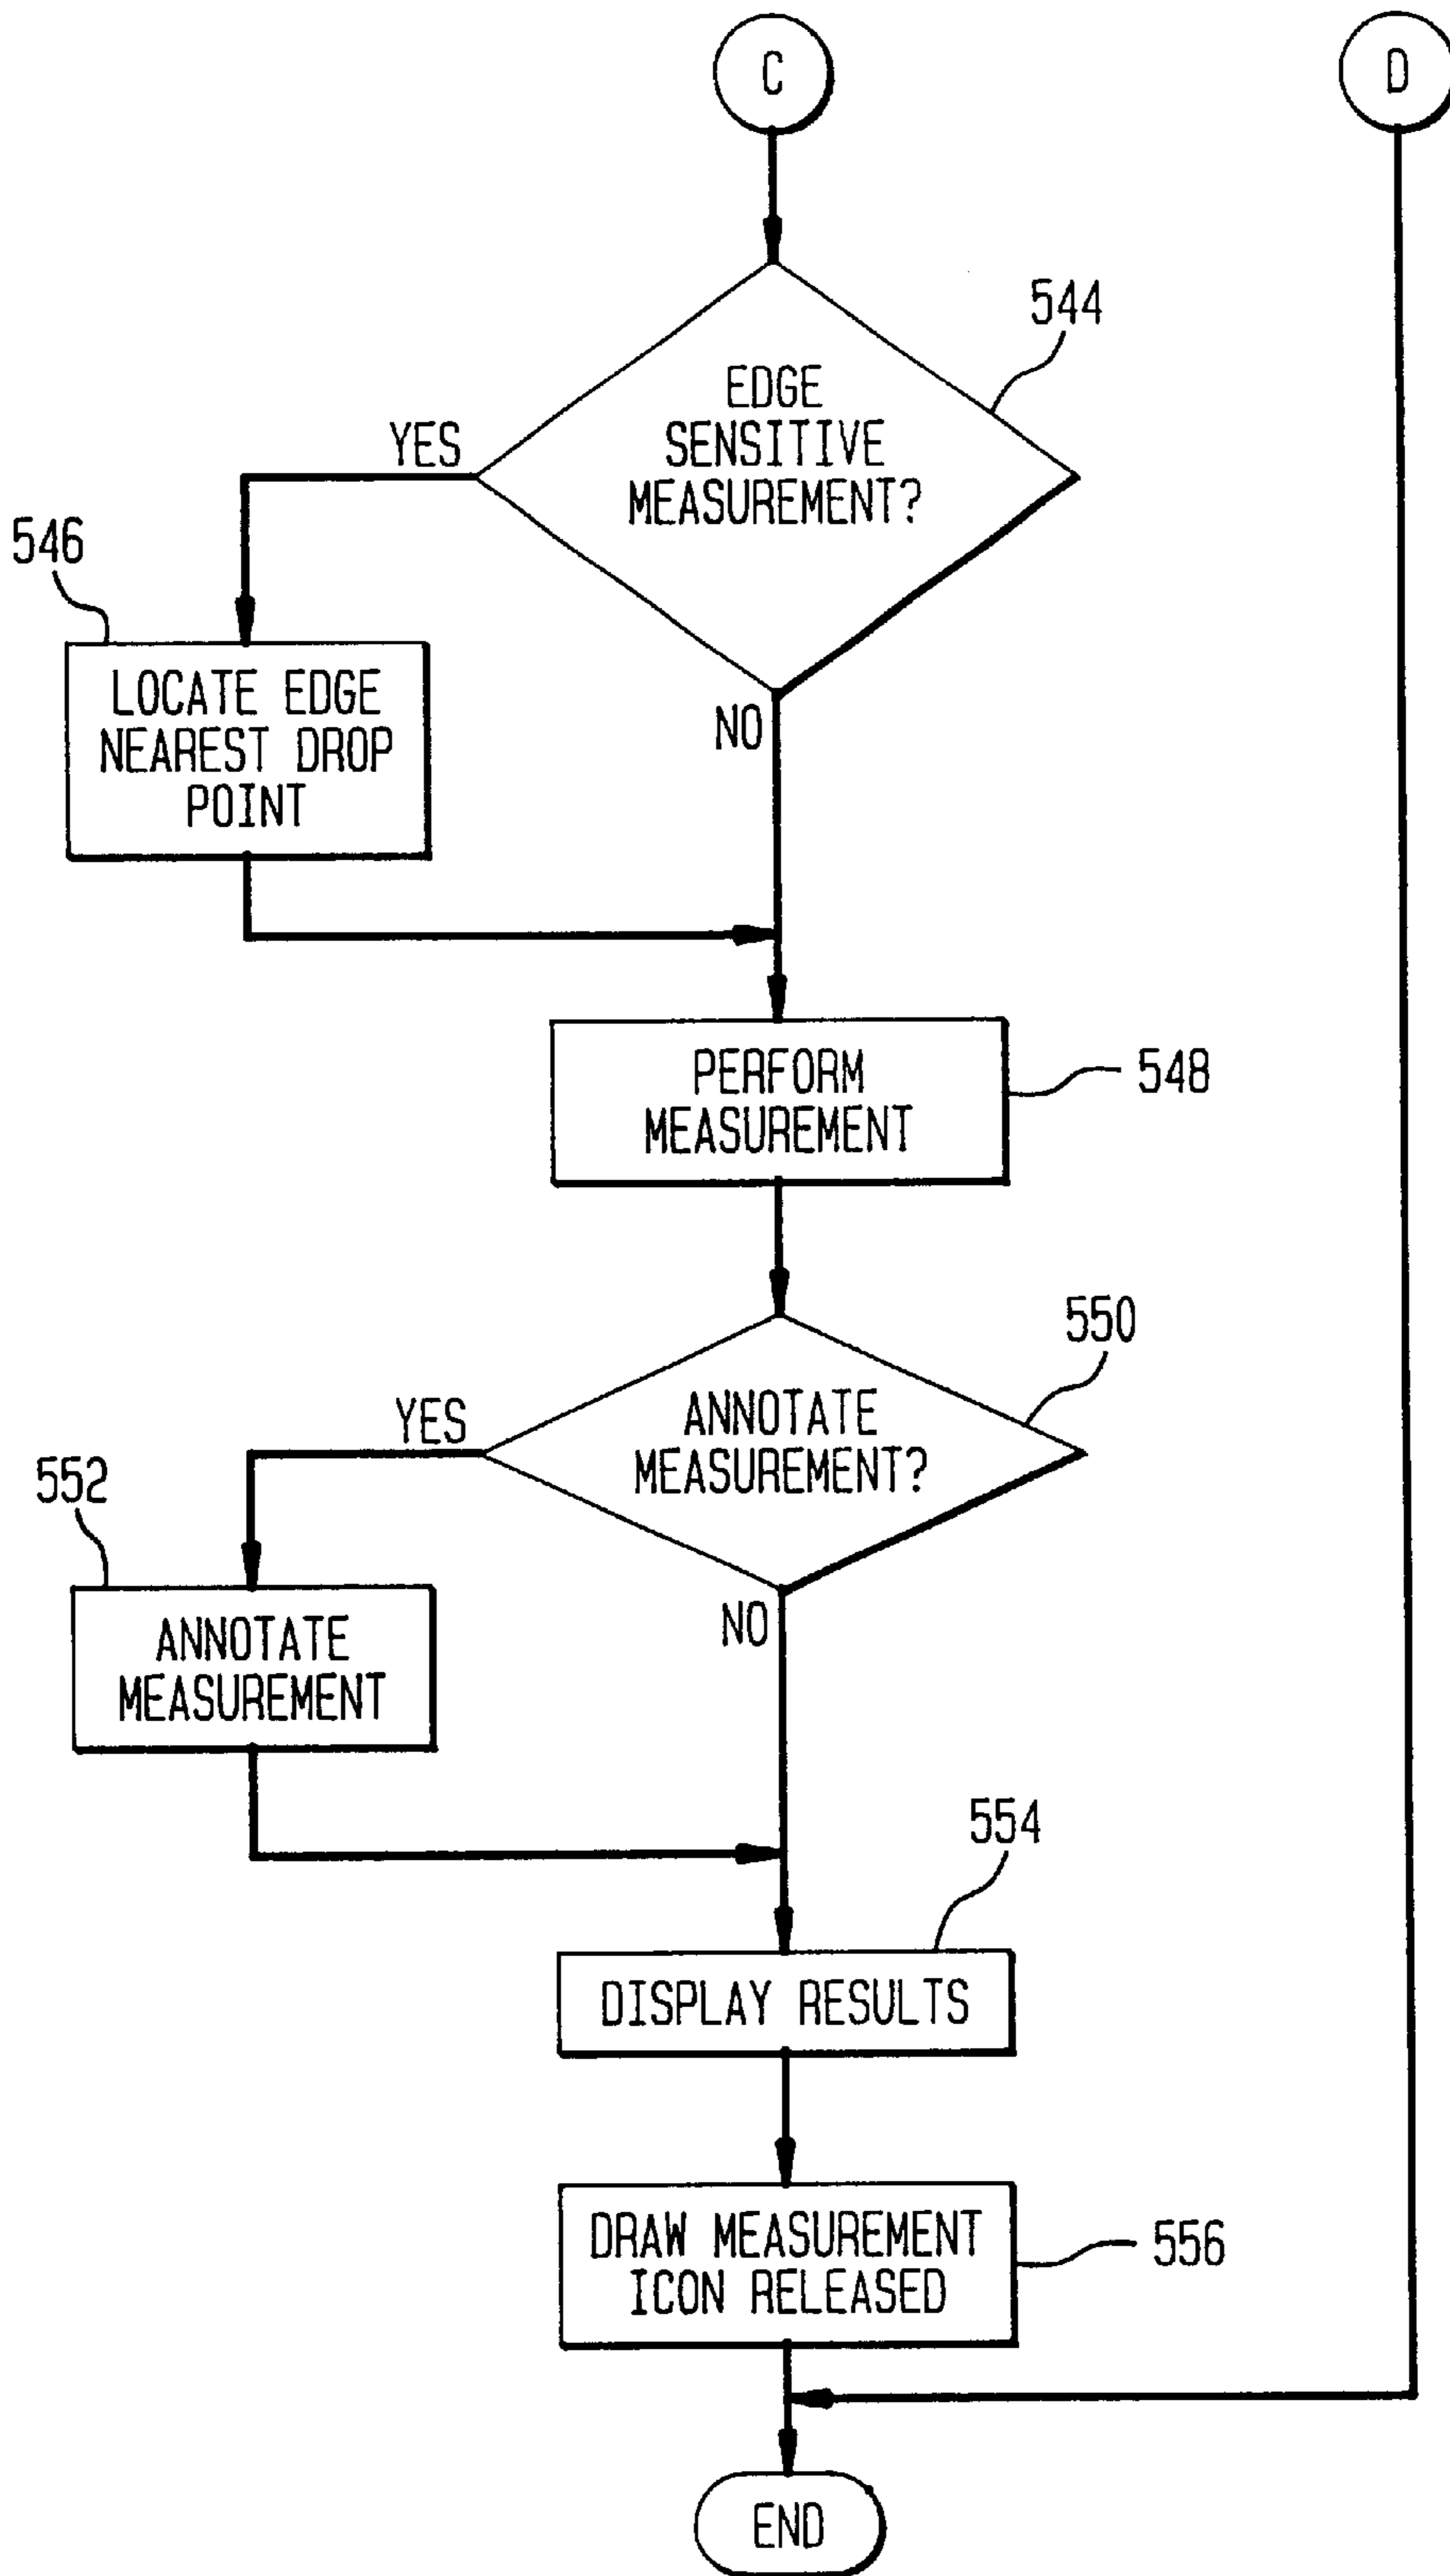 C
D
544
EDGE
SENSITIVE
MEASUREMENT?
YES
546
LOCATE EDGE
NEAREST DROP
POINT
NO
PERFORM
MEASUREMENT
548
550
ANNOTATE
MEASUREMENT?
YES
552
ANNOTATE
MEASUREMENT
NO
554
DISPLAY RESULTS
DRAW MEASUREMENT
ICON RELEASED
556
END